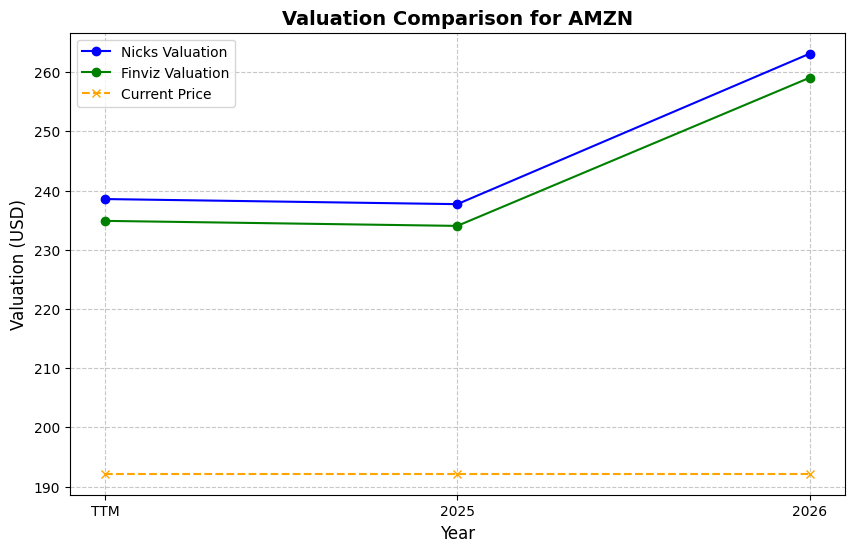 Valuation Comparison for AMZN
Nicks Valuation
Finviz Valuation
Current Price
Valuation (USD)
260
250
240
230
220
210
200
190
TTM
2025
2026
Year